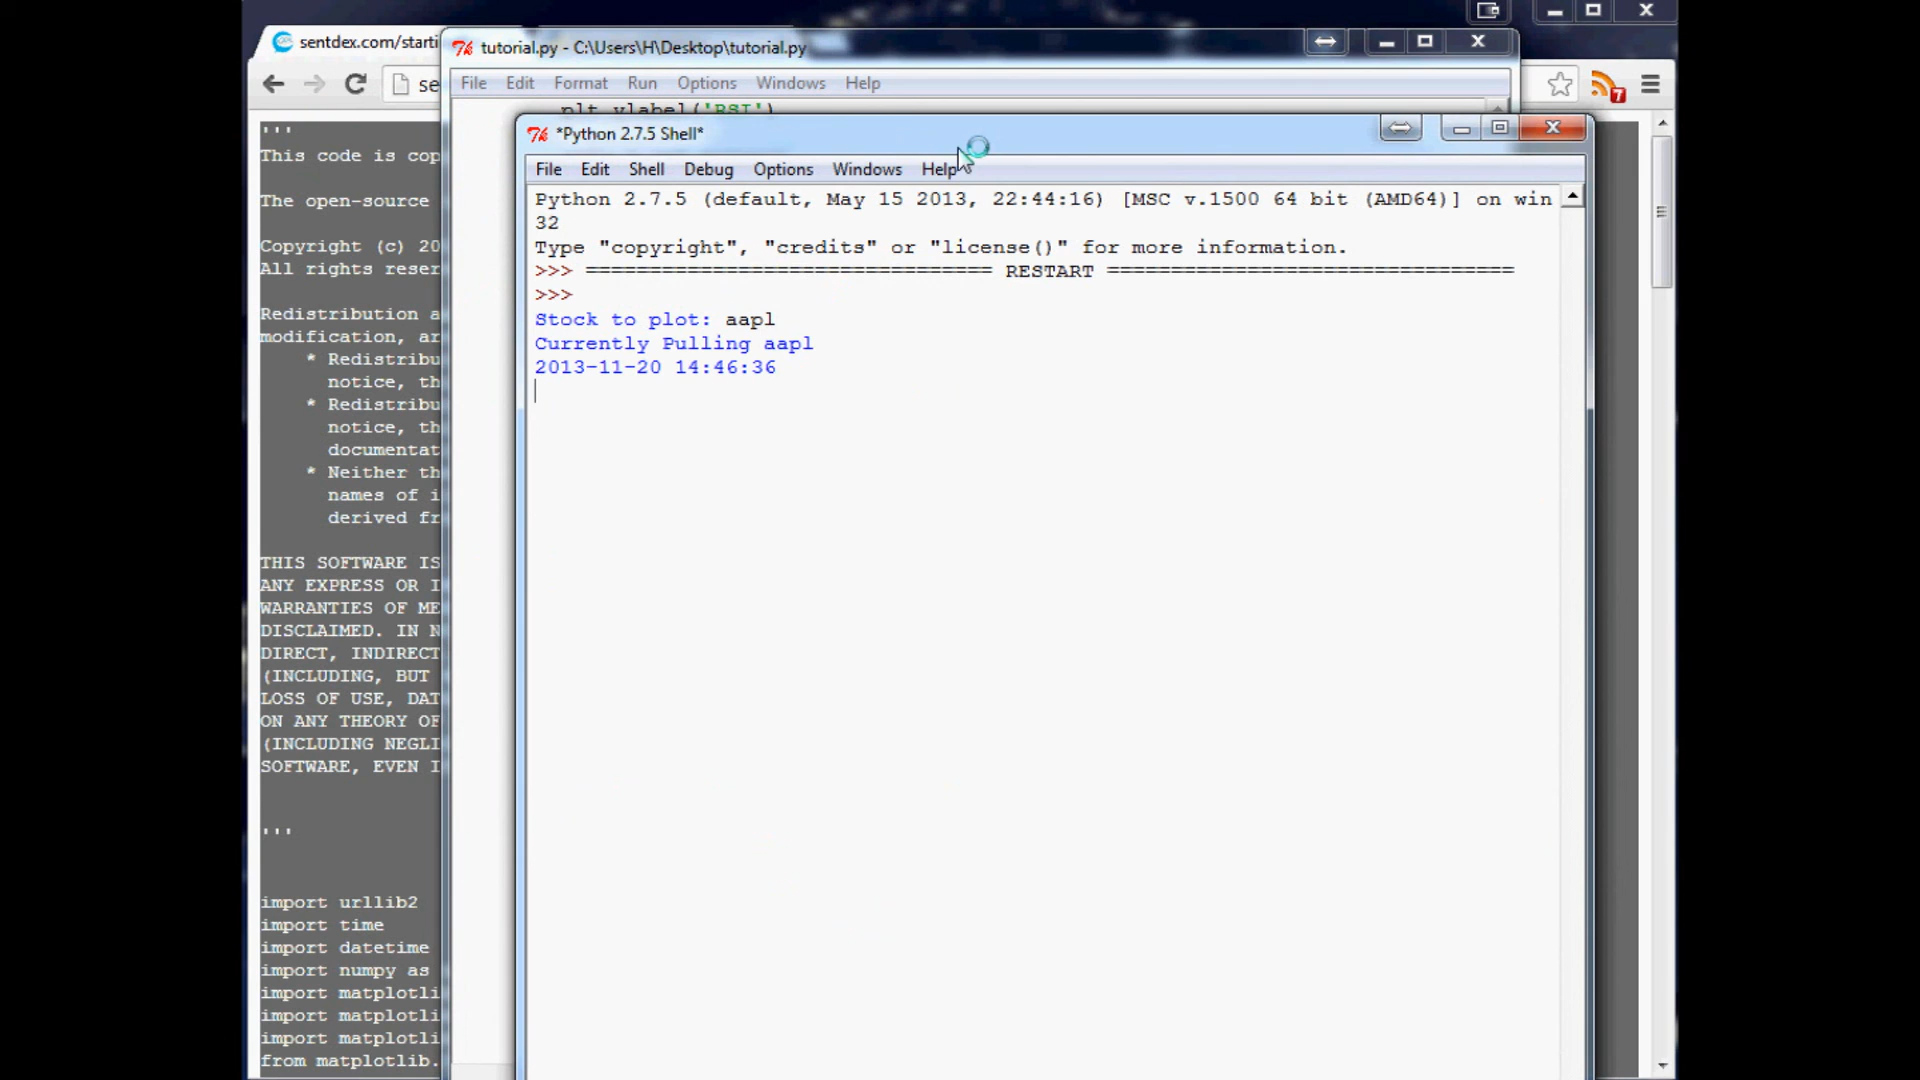 sentdex.com/starti
tutorial.py - C:\Users\H\Desktop\tutorial.py
se
7
File Edit Format Run Options Windows Help
plt.ylabel('RSI')
*Python 2.7.5 Shell*
File Edit Shell Debug Options Windows Help
Python 2.7.5 (default, May 15 2013, 22:44:16) [MSC v.1500 64 bit (AMD64)] on win
32
Type "copyright", "credits" or "license()" for more information.
>>> ================================ RESTART ================================
>>>
Stock to plot: aapl
Currently Pulling aapl
2013-11-20 14:46:36
'''
This code is cop
The open-source
Copyright (c) 20
All rights reser
Redistribution a
modification, ar
* Redistribu
notice, th
* Redistribu
notice, th
documentat
* Neither th
names of i
derived fr
THIS SOFTWARE IS
ANY EXPRESS OR I
WARRANTIES OF ME
DISCLAIMED. IN N
DIRECT, INDIRECT
(INCLUDING, BUT
LOSS OF USE, DAT
ON ANY THEORY OF
(INCLUDING NEGLI
SOFTWARE, EVEN I
'''
import urllib2
import time
import datetime
import numpy as
import matplotli
import matplotli
import matplotli
from matplotlib.